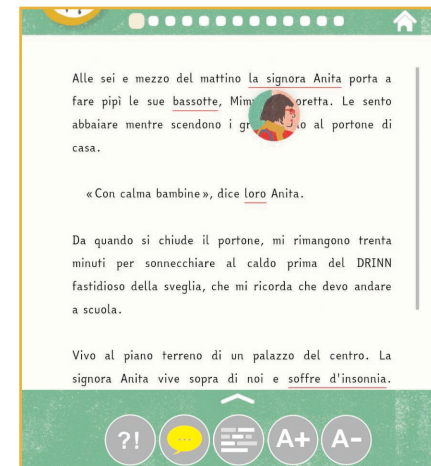 Alle sei e mezzo del mattino la signora Anita porta a
fare pipì le sue bassotte, oretta. Le sento
abbaiare mentre scendono i al portone di
casa.
«Con calma bambine», dice loro Anita.
Da quando si chiude il portone, mi rimangono trenta
minuti per sonnecchiare al caldo prima del DRINN
fastidioso della sveglia, che mi ricorda che devo andare
a scuola.
Vivo al piano terreno di un palazzo del centro. La
signora Anita vive sopra di noi e soffre d'insonnia.
?! ... A+ A-